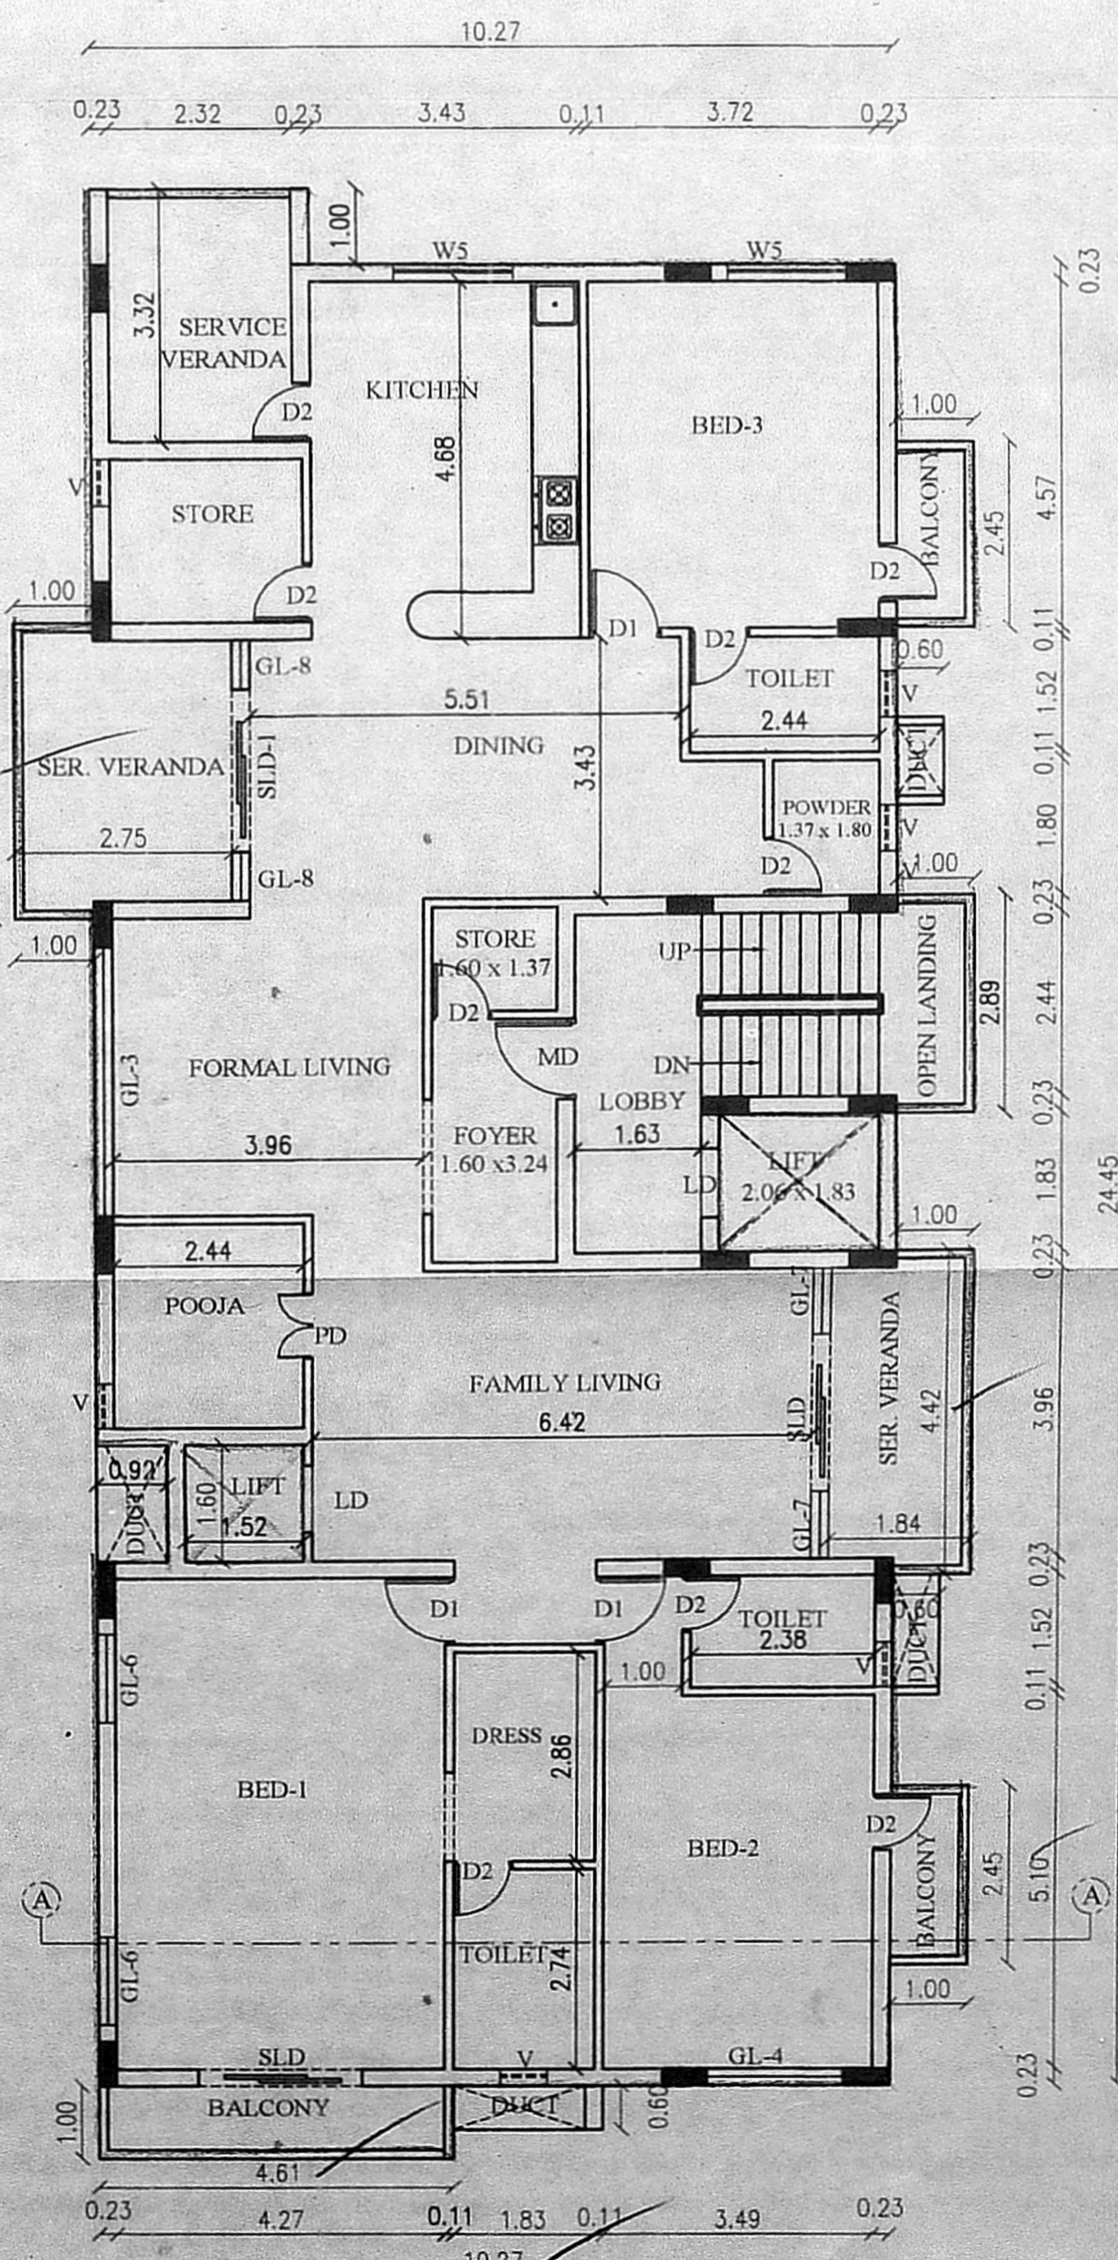 10.27
0.23 2.32 0.23 3.43 0.11 3.72 0.23
1.00
W5 W5
0.23
3.32
SERVICE
VERANDA
D2
KITCHEN
4.68
BED-3
1.00
BALCONY
2.45
4.57
V
STORE
D2
D2
1.00
D1
D2
0.11
GL-8
TOILET
0.60
V
2.44
1.52
5.51
DINING
3.43
SER. VERANDA
SLD-1
2.75
GL-8
DUCT
0.11
POWDER
1.37 x 1.80
V
D2
1.80
V
1.00
0.23
1.00
STORE
1.60 x 1.37
D2
UP
OPEN LANDING
2.89
2.44
MD
DN
GL-3
FORMAL LIVING
LOBBY
0.23
3.96
FOYER
1.60 x3.24
1.63
LIFT
2.06 x 1.83
LD
1.83
24.45
1.00
0.23
2.44
POOJA
PD
V
GL-7
FAMILY LIVING
6.42
SLD
SER. VERANDA
4.42
3.96
0.92
DUCT
LIFT
1.60
1.52
LD
GL-7
1.84
0.23
D1
D1
D2
TOILET
2.38
0.60
DUCT
V
1.52
1.00
0.11
GL-6
DRESS
2.86
BED-1
BED-2
D2
D2
BALCONY
2.45
5.10
A A
TOILET
2.74
GL-6
1.00
SLD
V
GL-4
0.23
BALCONY
1.00
DUCT
0.60
4.61
0.23 4.27 0.11 1.83 0.11 3.49 0.23
10.27